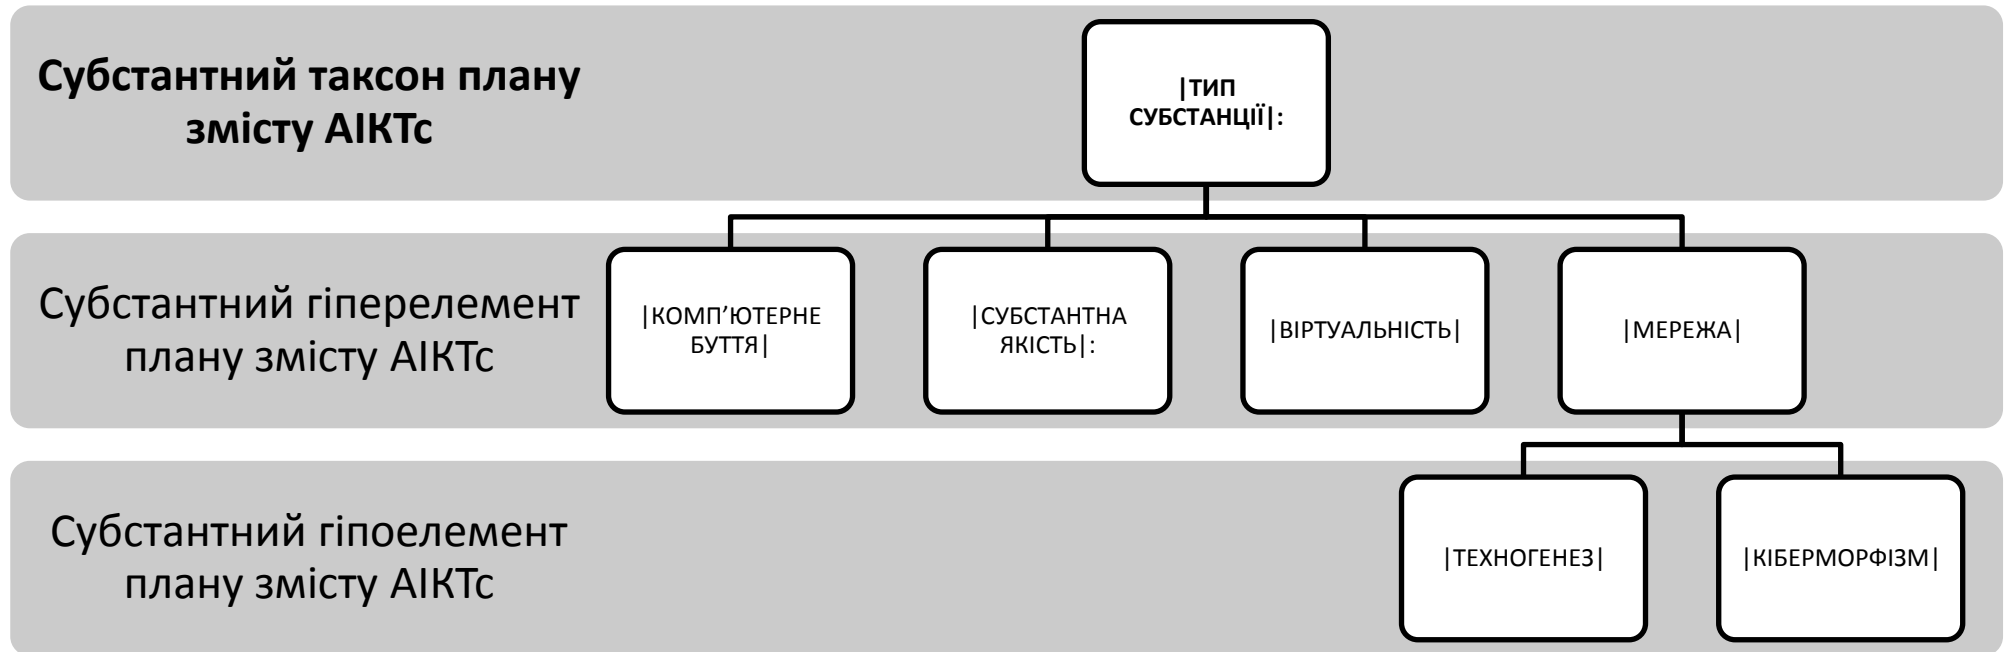 Субстантний таксон плану
змісту АІКТс
|ТИП
СУБСТАНЦІЇ|:
Субстантний гіперелемент
плану змісту АІКТс
|КОМП’ЮТЕРНЕ
БУТТЯ|
|СУБСТАНТНА
ЯКІСТЬ|:
|ВІРТУАЛЬНІСТЬ|
|МЕРЕЖА|
Субстантний гіпоелемент
плану змісту АІКТс
|ТЕХНОГЕНЕЗ|
|КІБЕРМОРФІЗМ|